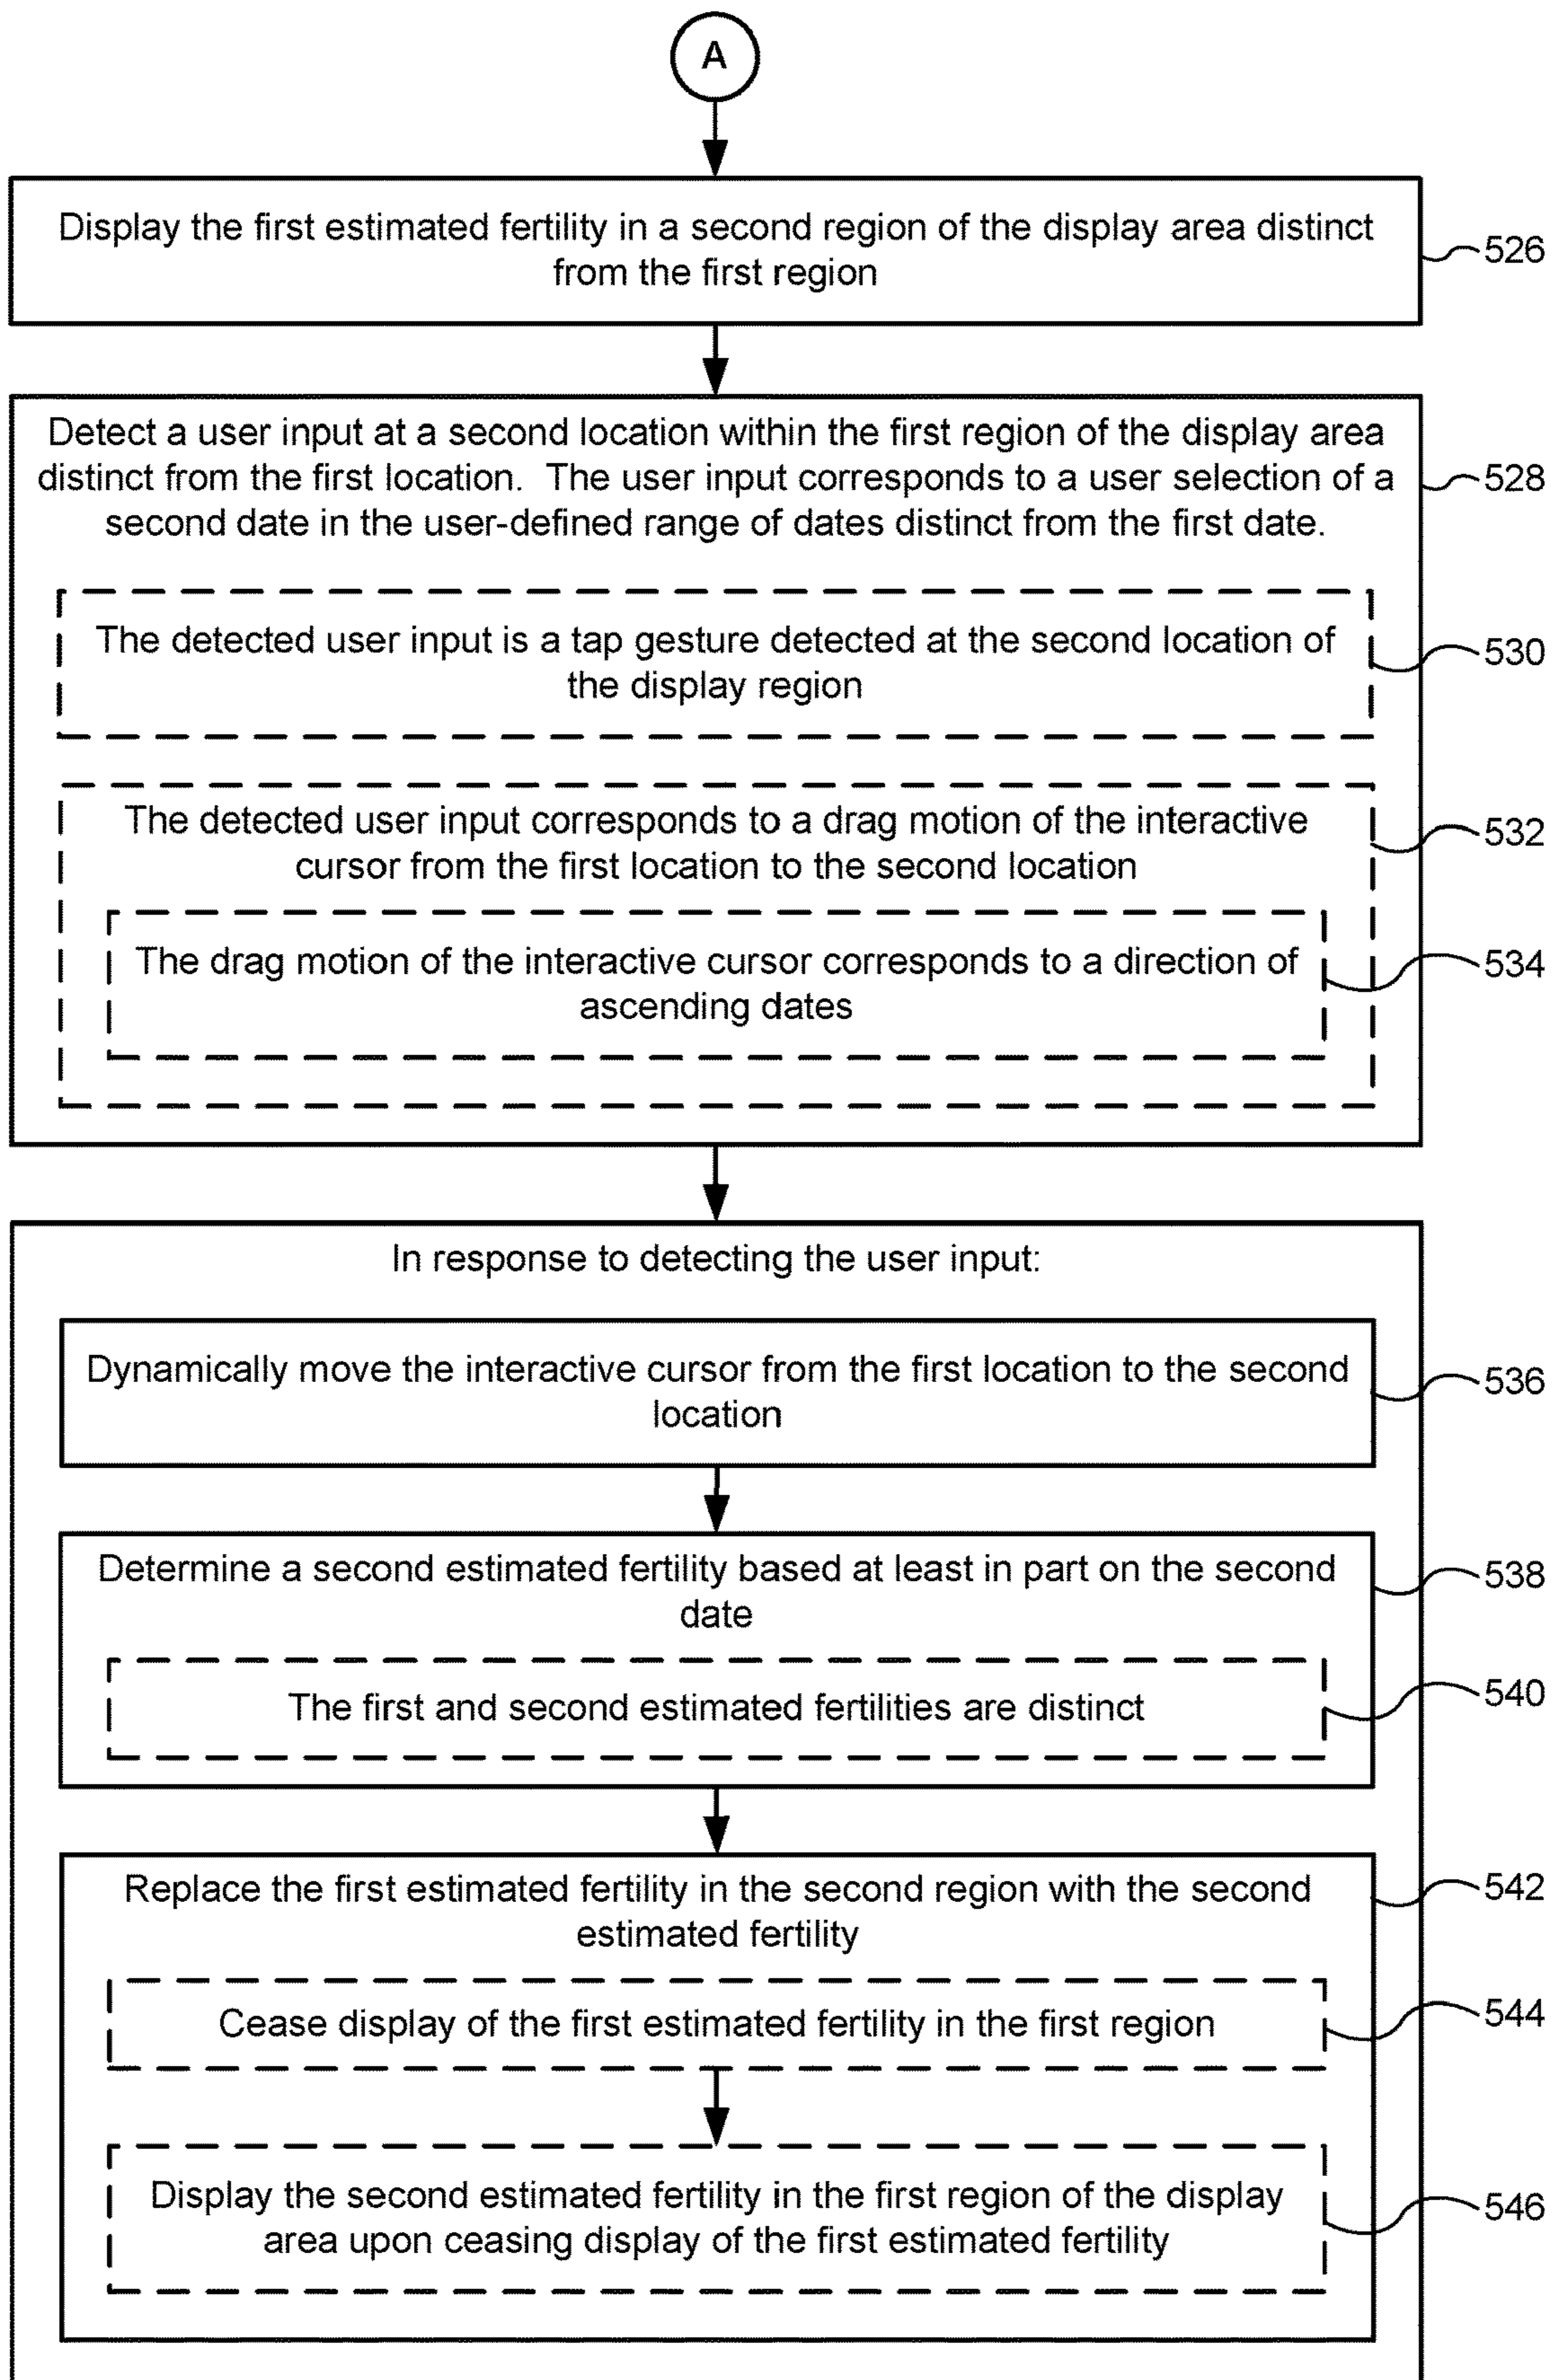 A
Display the first estimated fertility in a second region of the display area distinct
from the first region
526
Detect a user input at a second location within the first region of the display area
distinct from the first location.  The user input corresponds to a user selection of a
second date in the user-defined range of dates distinct from the first date.
528
The detected user input is a tap gesture detected at the second location of
the display region
530
The detected user input corresponds to a drag motion of the interactive
cursor from the first location to the second location
532
The drag motion of the interactive cursor corresponds to a direction of
ascending dates
534
In response to detecting the user input:
Dynamically move the interactive cursor from the first location to the second
location
536
Determine a second estimated fertility based at least in part on the second
date
538
The first and second estimated fertilities are distinct
540
Replace the first estimated fertility in the second region with the second
estimated fertility
542
Cease display of the first estimated fertility in the first region
544
Display the second estimated fertility in the first region of the display
area upon ceasing display of the first estimated fertility
546